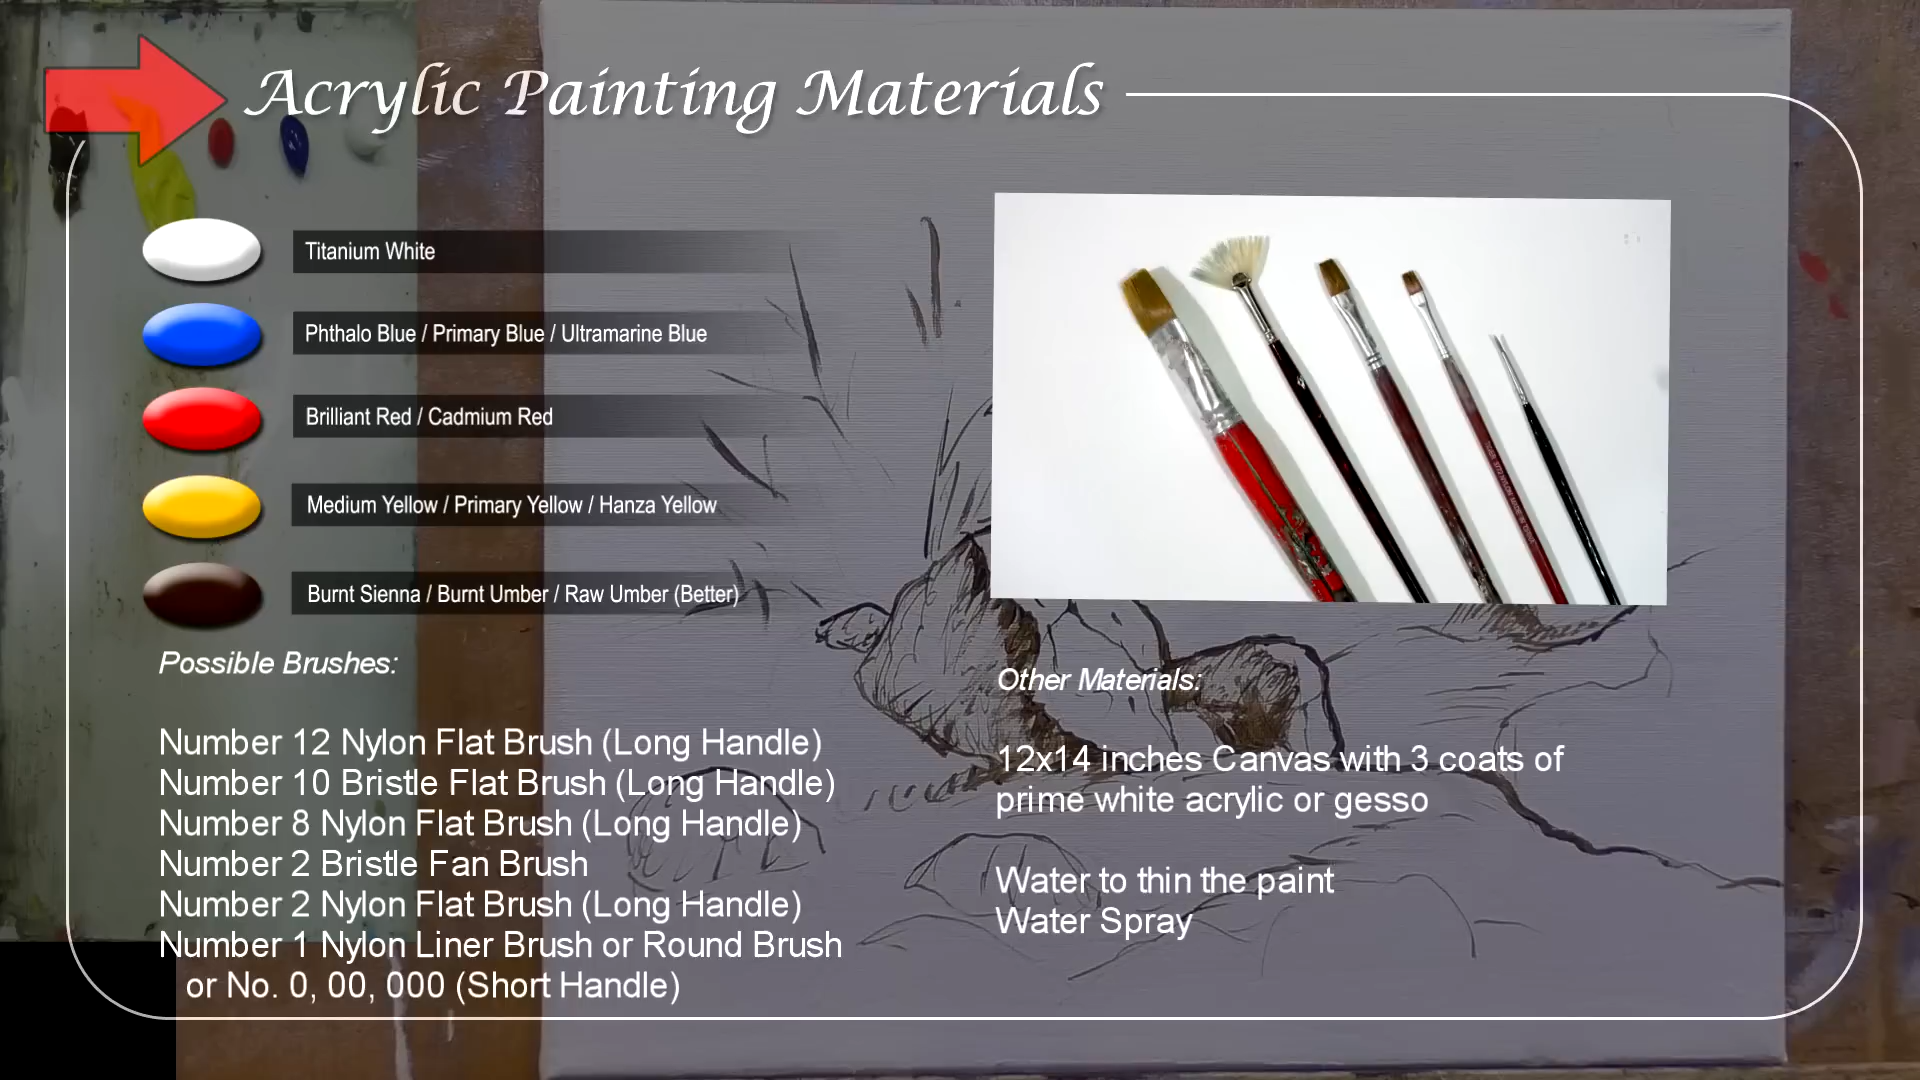 Acrylic Painting Materials
Titanium White
Phthalo Blue / Primary Blue / Ultramarine Blue
Brilliant Red / Cadmium Red
Medium Yellow / Primary Yellow / Hanza Yellow
Burnt Sienna / Burnt Umber / Raw Umber (Better)
Possible Brushes:
Number 12 Nylon Flat Brush (Long Handle)
Number 10 Bristle Flat Brush (Long Handle)
Number 8 Nylon Flat Brush (Long Handle)
Number 2 Bristle Fan Brush
Number 2 Nylon Flat Brush (Long Handle)
Number 1 Nylon Liner Brush or Round Brush
or No. 0, 00, 000 (Short Handle)
Other Materials:
12x14 inches Canvas with 3 coats of
prime white acrylic or gesso
Water to thin the paint
Water Spray